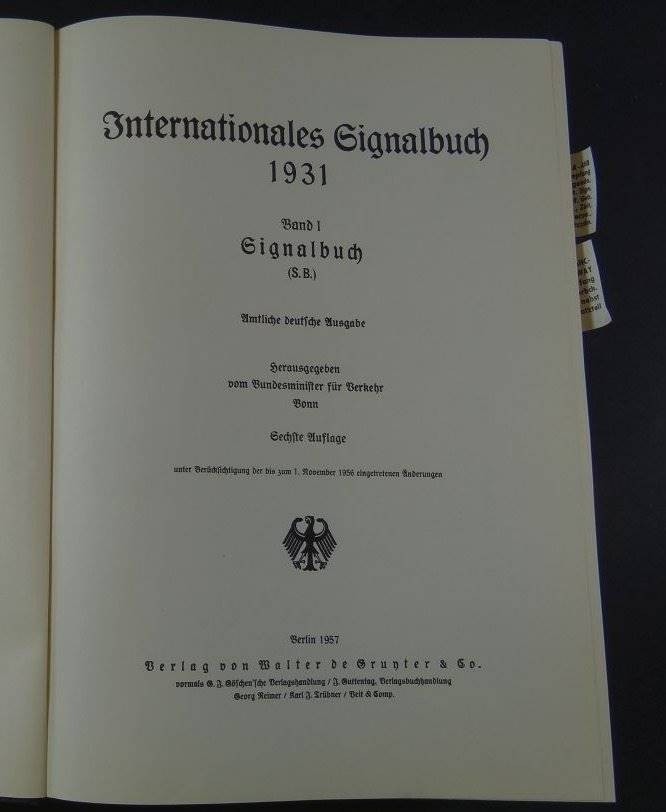 Internationales Signalbuch
1931
Band I
Signalbuch
(S.B.)
Amtliche deutsche Ausgabe
Herausgegeben
vom Bundesminister für Verkehr
Bonn
Sechste Auflage
unter Berücksichtigung der bis zum 1. November 1956 eingetretenen Änderungen
Berlin 1957
Verlag von Walter de Gruyter & Co.
vormals G. J. Göschen'sche Verlagshandlung / J. Guttentag, Verlagsbuchhandlung
Georg Reimer / Karl J. Trübner / Veit & Comp.